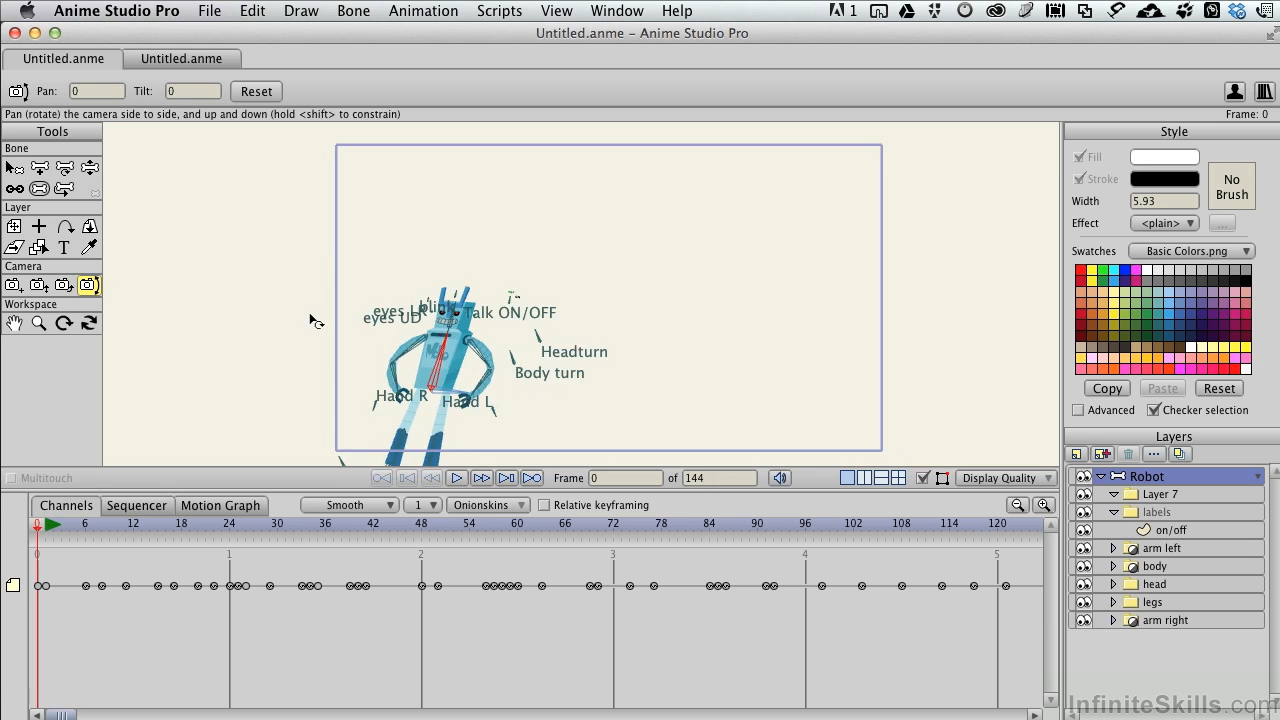 Anime Studio Pro File Edit Draw Bone Animation Scripts View Window Help 1
Untitled.anme – Anime Studio Pro
Untitled.anme Untitled.anme
Pan: 0 Tilt: 0 Reset
Pan (rotate) the camera side to side, and up and down (hold <shift> to constrain) Frame: 0
Tools
Bone
Layer
T
Camera
Workspace
eyes LR blink Talk ON/OFF
eyes UD
Headturn
Body turn
Hand R Hand L
Style
Fill
Stroke
No Brush
Width 5.93
Effect <plain> ...
Swatches Basic Colors.png
Copy Paste Reset
Advanced Checker selection
Layers
Robot
Layer 7
labels
on/off
arm left
body
head
legs
arm right
Multitouch Frame 0 of 144 Display Quality
Channels Sequencer Motion Graph Smooth 1 Onionskins Relative keyframing
0 6 12 18 24 30 36 42 48 54 60 66 72 78 84 90 96 102 108 114 120
0 1 2 3 4 5
InfiniteSkills.com